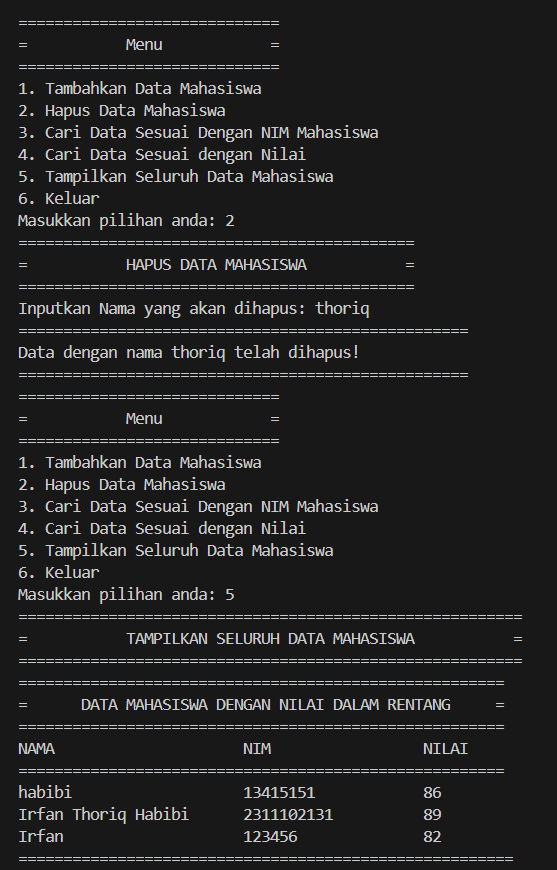 =============================
=           Menu            =
=============================
1. Tambahkan Data Mahasiswa
2. Hapus Data Mahasiswa
3. Cari Data Sesuai Dengan NIM Mahasiswa
4. Cari Data Sesuai dengan Nilai
5. Tampilkan Seluruh Data Mahasiswa
6. Keluar
Masukkan pilihan anda: 2
============================================
=           HAPUS DATA MAHASISWA           =
============================================
Inputkan Nama yang akan dihapus: thoriq
==================================================
Data dengan nama thoriq telah dihapus!
==================================================
=============================
=           Menu            =
=============================
1. Tambahkan Data Mahasiswa
2. Hapus Data Mahasiswa
3. Cari Data Sesuai Dengan NIM Mahasiswa
4. Cari Data Sesuai dengan Nilai
5. Tampilkan Seluruh Data Mahasiswa
6. Keluar
Masukkan pilihan anda: 5
========================================================
=           TAMPILKAN SELURUH DATA MAHASISWA           =
========================================================
======================================================
=      DATA MAHASISWA DENGAN NILAI DALAM RENTANG     =
======================================================
NAMA                     NIM                 NILAI
======================================================
habibi                   13415151            86
Irfan Thoriq Habibi      2311102131          89
Irfan                    123456              82
=======================================================